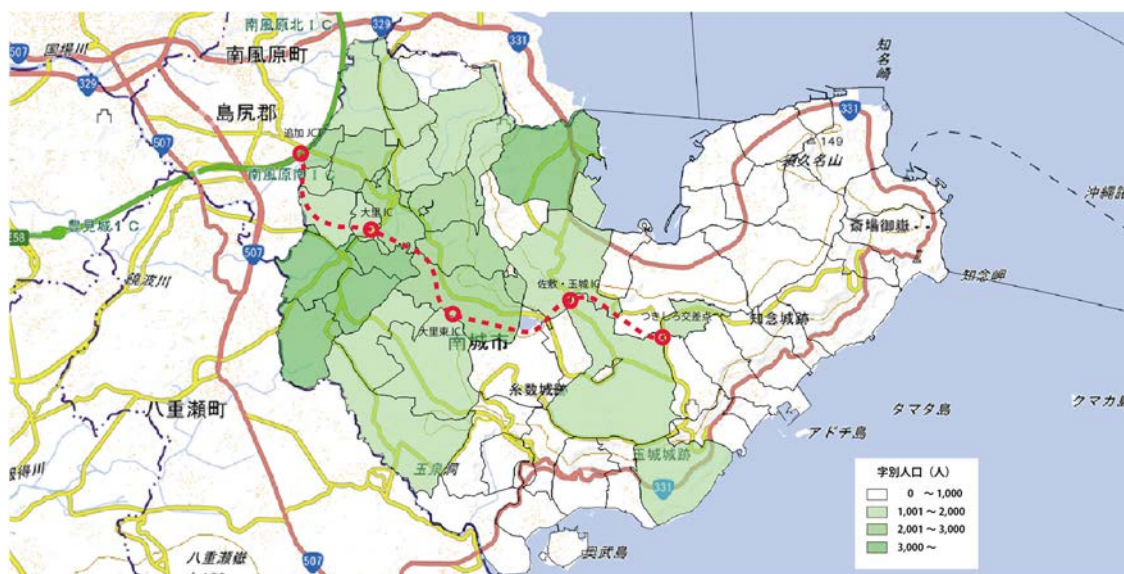 南風原北IC
329
331
507
国場川
南風原町
329
島尻郡
507
追加JCT
南風原南IC
豊見城IC
58
507
饒波川
大里IC
大里東IC
南城市
佐敷・玉城IC
つきしろ交差点
知名崎
331
149
須久名山
斎場御嶽
知念岬
知念城跡
糸数城跡
八重瀬町
玉泉洞
玉城城跡
331
奥武島
アドチ島
タマタ島
クマカ島
八重瀬嶽
507
字別人口(人)
0 ~1,000
1,001~2,000
2,001~3,000
3,000~